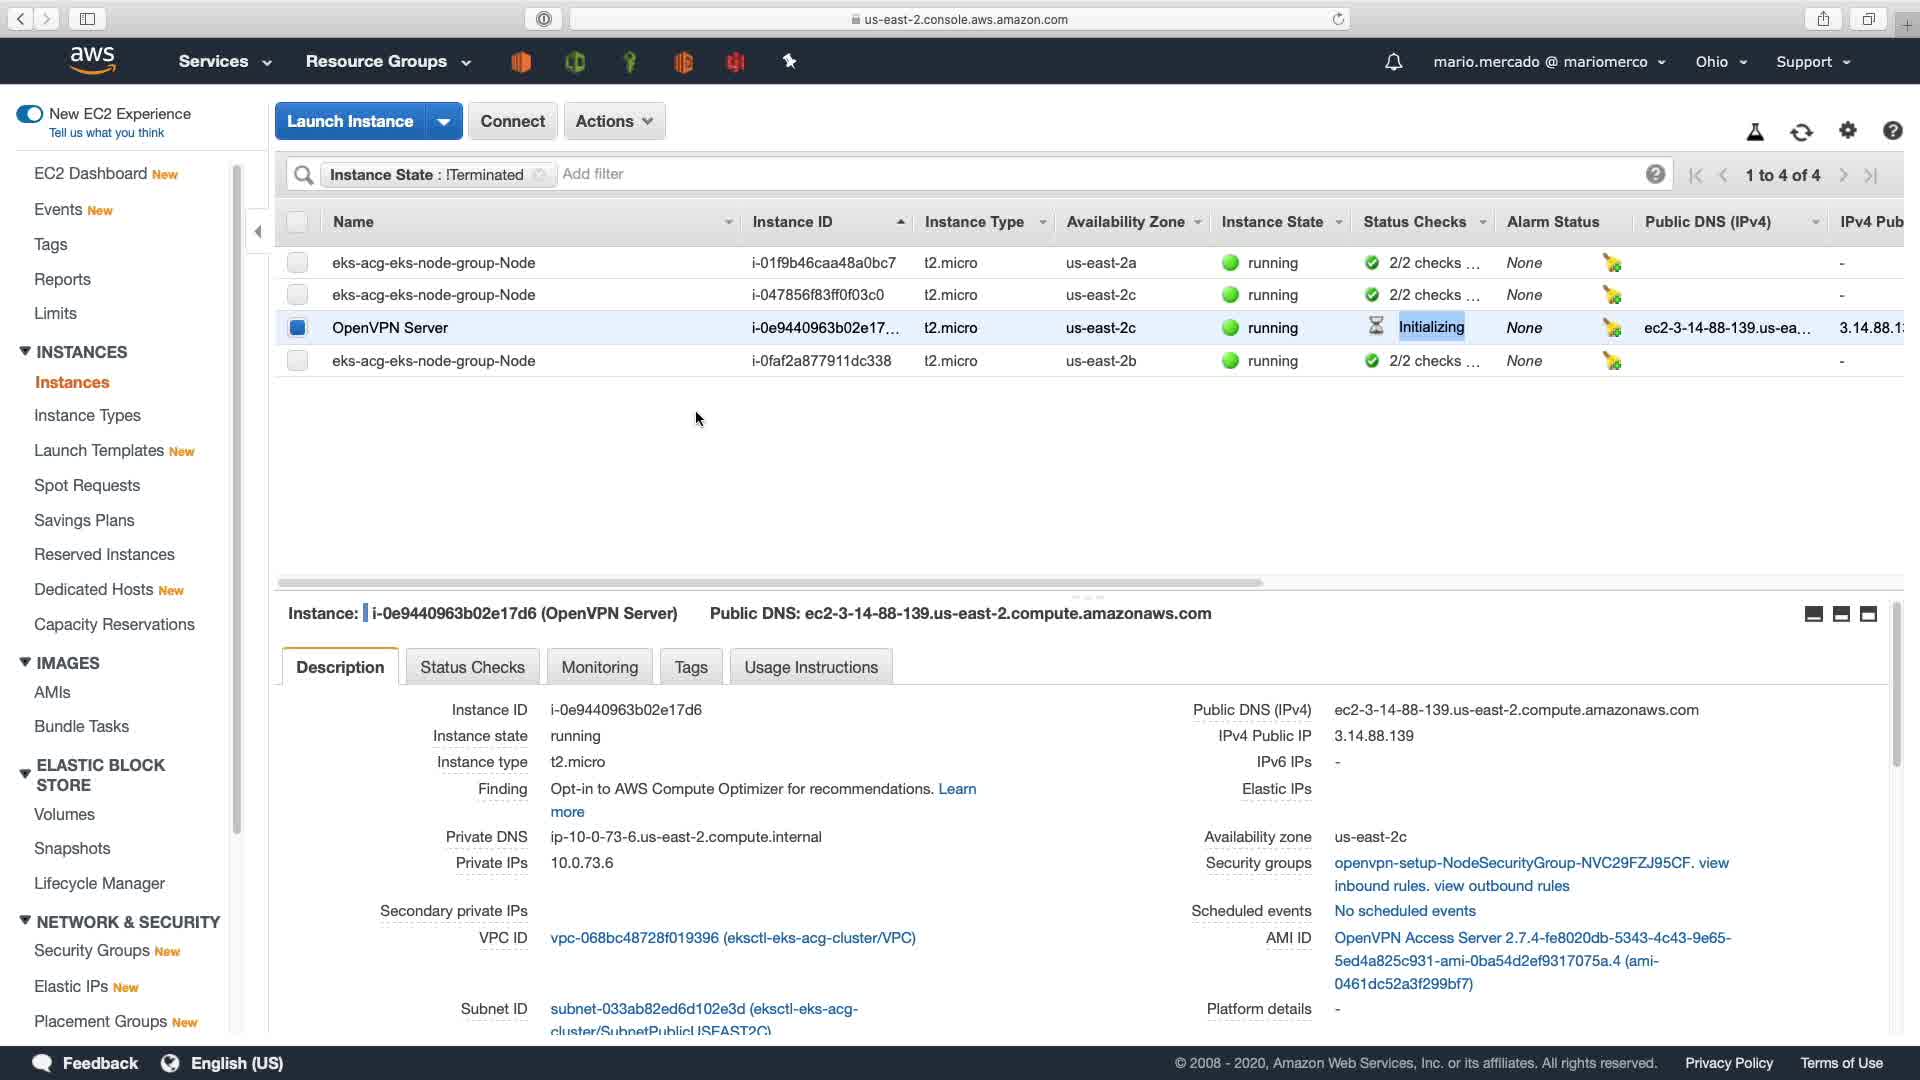 us-east-2.console.aws.amazon.com
aws
Services
Resource Groups
mario.mercado @ mariomerco
Ohio
Support
New EC2 Experience
Tell us what you think
EC2 Dashboard New
Events New
Tags
Reports
Limits
INSTANCES
Instances
Instance Types
Launch Templates New
Spot Requests
Savings Plans
Reserved Instances
Dedicated Hosts New
Capacity Reservations
IMAGES
AMIs
Bundle Tasks
ELASTIC BLOCK
STORE
Volumes
Snapshots
Lifecycle Manager
NETWORK & SECURITY
Security Groups New
Elastic IPs New
Placement Groups New
Launch Instance
Connect
Actions
Instance State : !Terminated
Add filter
1 to 4 of 4
Name Instance ID Instance Type Availability Zone Instance State Status Checks Alarm Status Public DNS (IPv4) IPv4 Pub
eks-acg-eks-node-group-Node i-01f9b46caa48a0bc7 t2.micro us-east-2a running 2/2 checks ... None -
eks-acg-eks-node-group-Node i-047856f83ff0f03c0 t2.micro us-east-2c running 2/2 checks ... None -
OpenVPN Server i-0e9440963b02e17... t2.micro us-east-2c running Initializing None ec2-3-14-88-139.us-ea... 3.14.88.1
eks-acg-eks-node-group-Node i-0faf2a877911dc338 t2.micro us-east-2b running 2/2 checks ... None -
Instance: i-0e9440963b02e17d6 (OpenVPN Server) Public DNS: ec2-3-14-88-139.us-east-2.compute.amazonaws.com
Description
Status Checks
Monitoring
Tags
Usage Instructions
Instance ID i-0e9440963b02e17d6
Instance state running
Instance type t2.micro
Finding Opt-in to AWS Compute Optimizer for recommendations. Learn
more
Private DNS ip-10-0-73-6.us-east-2.compute.internal
Private IPs 10.0.73.6
Secondary private IPs
VPC ID vpc-068bc48728f019396 (eksctl-eks-acg-cluster/VPC)
Subnet ID subnet-033ab82ed6d102e3d (eksctl-eks-acg-
cluster/SubnetPublicUSEAST2C)
Public DNS (IPv4) ec2-3-14-88-139.us-east-2.compute.amazonaws.com
IPv4 Public IP 3.14.88.139
IPv6 IPs -
Elastic IPs
Availability zone us-east-2c
Security groups openvpn-setup-NodeSecurityGroup-NVC29FZJ95CF. view
inbound rules. view outbound rules
Scheduled events No scheduled events
AMI ID OpenVPN Access Server 2.7.4-fe8020db-5343-4c43-9e65-
5ed4a825c931-ami-0ba54d2ef9317075a.4 (ami-
0461dc52a3f299bf7)
Platform details -
Feedback
English (US)
© 2008 - 2020, Amazon Web Services, Inc. or its affiliates. All rights reserved.
Privacy Policy
Terms of Use